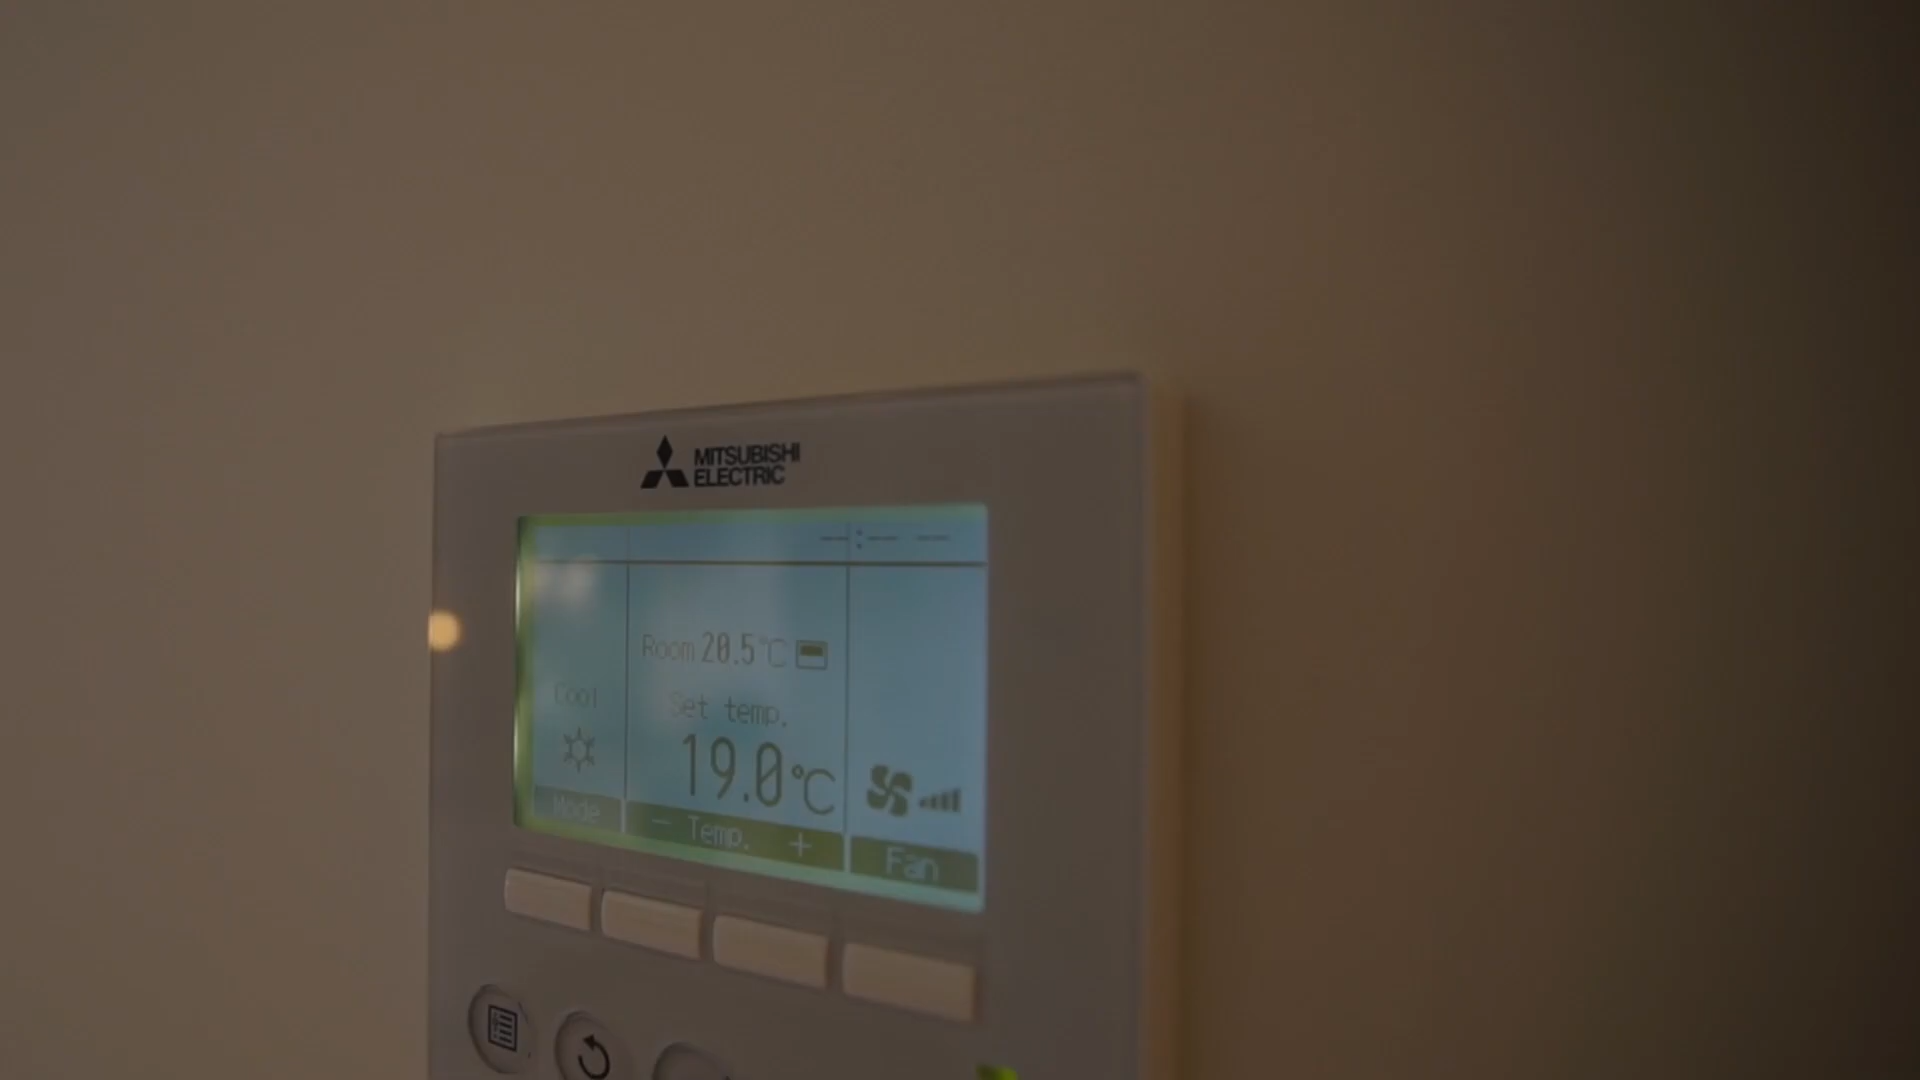 MITSUBISHI
ELECTRIC
--:-- --
Room 20.5°C
Cool
Set temp.
19.0°C
Mode
- Temp. +
Fan